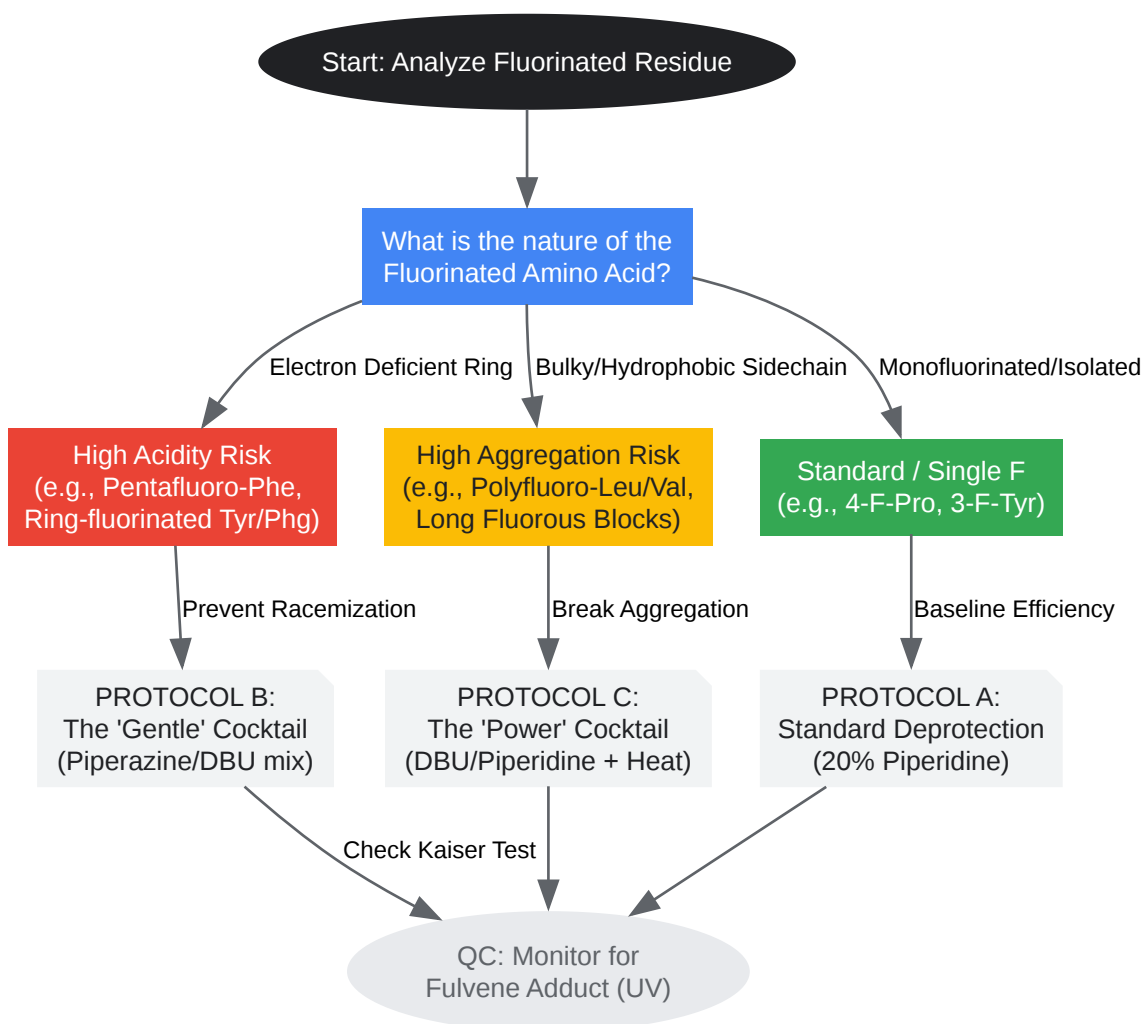 Start: Analyze Fluorinated Residue
What is the nature of the
Fluorinated Amino Acid?
Electron Deficient Ring
Bulky/Hydrophobic Sidechain
Monofluorinated/Isolated
High Acidity Risk
(e.g., Pentafluoro-Phe,
Ring-fluorinated Tyr/Phg)
High Aggregation Risk
(e.g., Polyfluoro-Leu/Val,
Long Fluorous Blocks)
Standard / Single F
(e.g., 4-F-Pro, 3-F-Tyr)
Prevent Racemization
Break Aggregation
Baseline Efficiency
PROTOCOL B:
The 'Gentle' Cocktail
(Piperazine/DBU mix)
PROTOCOL C:
The 'Power' Cocktail
(DBU/Piperidine + Heat)
PROTOCOL A:
Standard Deprotection
(20% Piperidine)
Check Kaiser Test
QC: Monitor for
Fulvene Adduct (UV)